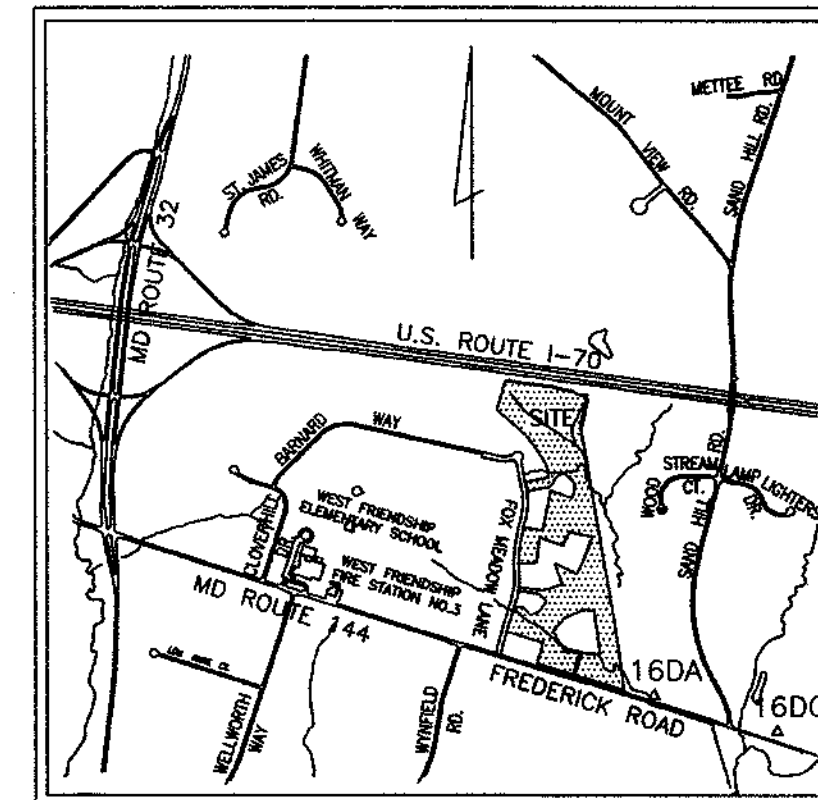 METTEE RD.
MOUNT
VIEW
RD.
SAND
HILL RD.
ST. JAMES
RD.
WHITMAN
WAY
MD ROUTE 32
U.S. ROUTE I-70
SITE
BARNARD
WAY
STREAM
WOOD
CT.
LAMP LIGHTERS
DR.
SAND
HILL
RD.
CLOVERHILL
DR.
WEST FRIENDSHIP
ELEMENTARY SCHOOL
WEST FRIENDSHIP
FIRE STATION NO.3
FOX MEADOW
LANE
MD ROUTE 144
FREDERICK ROAD
16DA
16DC
WELLWORTH
WAY
WYNFIELD
RD.